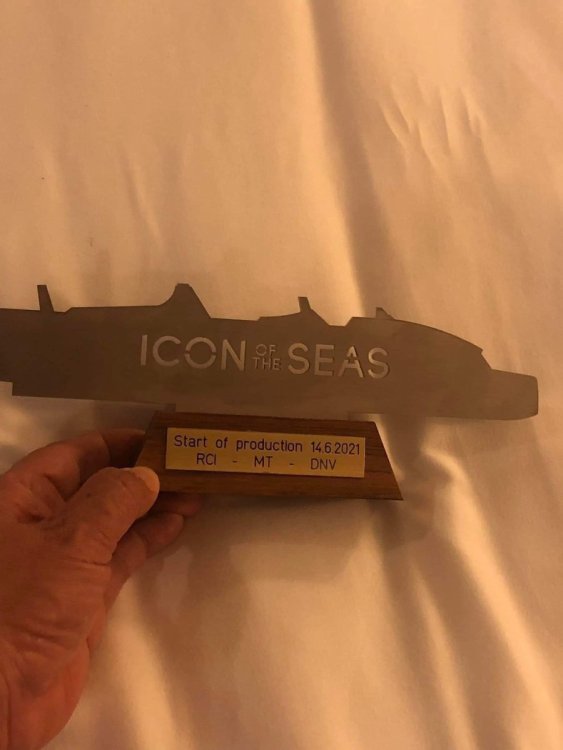 ICON OF THE SEAS
Start of production 14.6.2021
RCI - MT - DNV